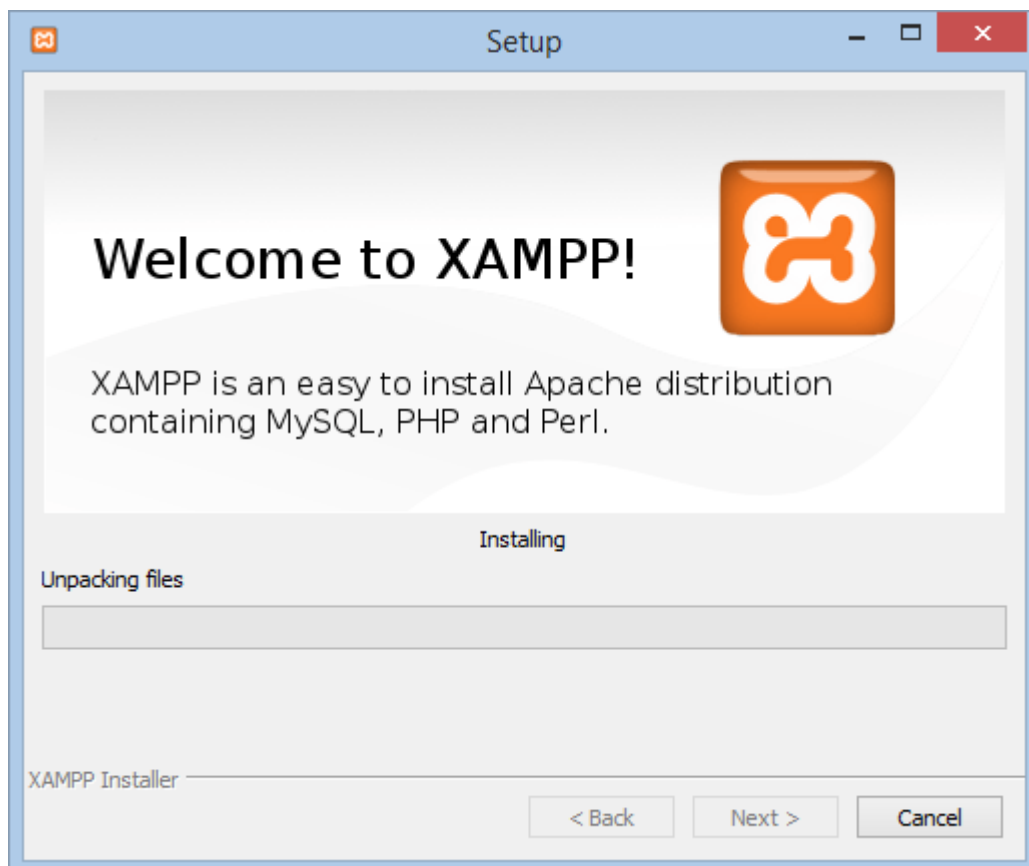 Setup
Welcome to XAMPP!
XAMPP is an easy to install Apache distribution
containing MySQL, PHP and Perl.
Installing
Unpacking files
XAMPP Installer
< Back
Next >
Cancel